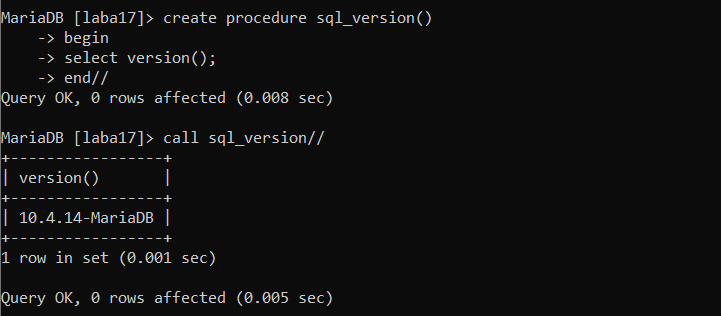 MariaDB [laba17]> create procedure sql_version()
    -> begin
    -> select version();
    -> end//
Query OK, 0 rows affected (0.008 sec)

MariaDB [laba17]> call sql_version//
+-----------------+
| version()       |
+-----------------+
| 10.4.14-MariaDB |
+-----------------+
1 row in set (0.001 sec)

Query OK, 0 rows affected (0.005 sec)